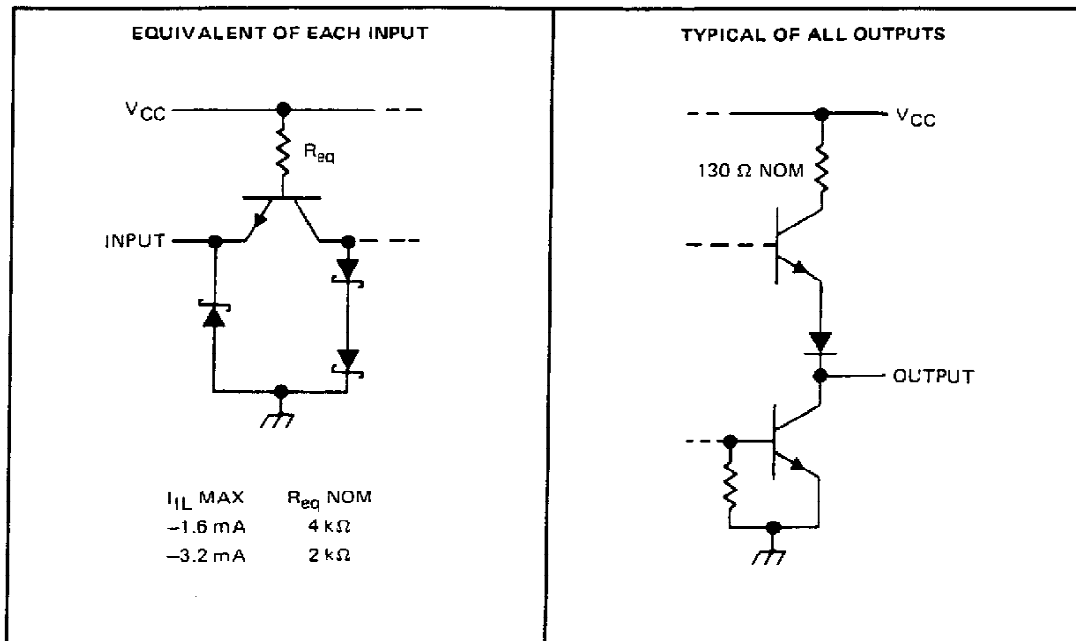 EQUIVALENT OF EACH INPUT
VCC
Req
INPUT
IIL MAX Req NOM
−1.6 mA 4 kΩ
−3.2 mA 2 kΩ
TYPICAL OF ALL OUTPUTS
VCC
130 Ω NOM
OUTPUT